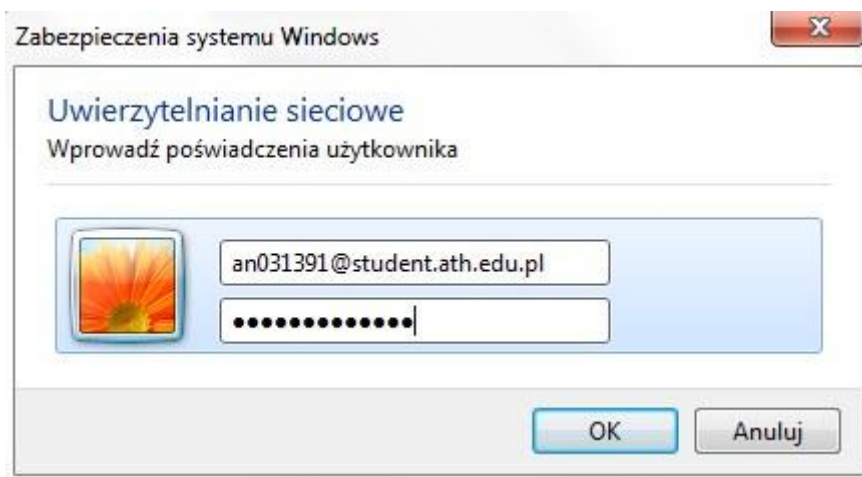 Zabezpieczenia systemu Windows
Uwierzytelnianie sieciowe
Wprowadź poświadczenia użytkownika
an031391@student.ath.edu.pl
●●●●●●●●●●●●●
OK Anuluj